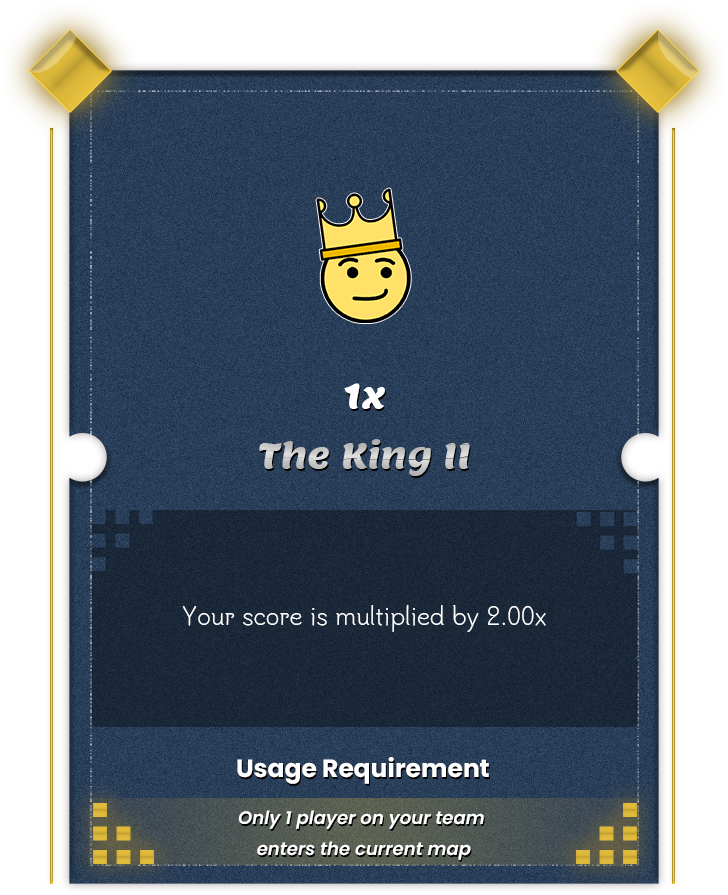 1x
The King II
Your score is multiplied by 2.00x
Usage Requirement
Only 1 player on your team
enters the current map